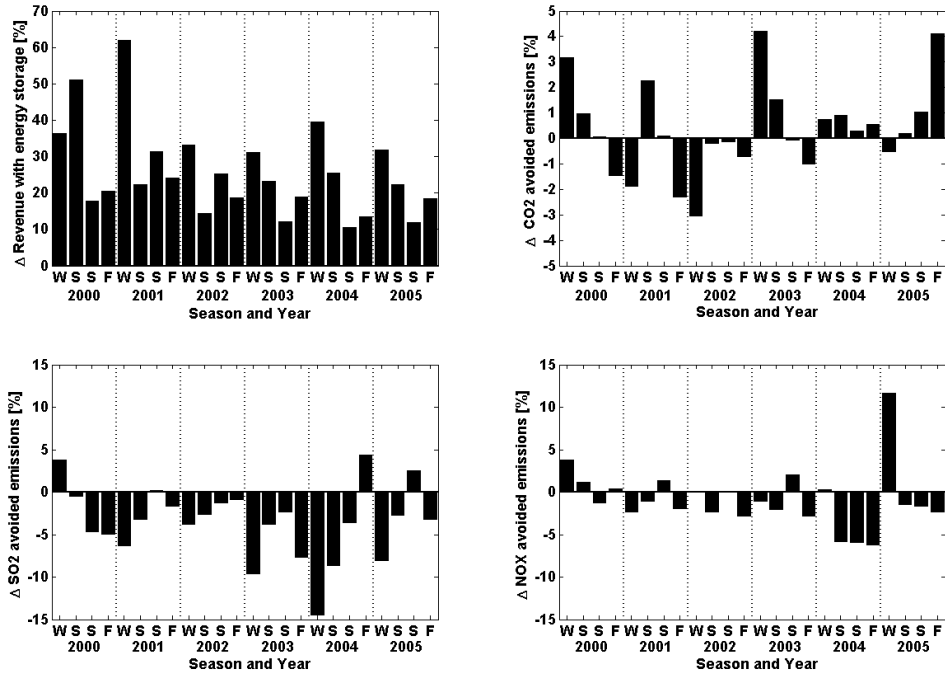 Δ Revenue with energy storage [%]
70
60
50
40
30
20
10
0
W S S F W S S F W S S F W S S F W S S F W S S F
2000 2001 2002 2003 2004 2005
Season and Year
Δ CO2 avoided emissions [%]
5
4
3
2
1
0
-1
-2
-3
-4
-5
W S S F W S S F W S S F W S S F W S S F W S S F
2000 2001 2002 2003 2004 2005
Season and Year
Δ SO2 avoided emissions [%]
15
10
5
0
-5
-10
-15
W S S F W S S F W S S F W S S F W S S F W S S F
2000 2001 2002 2003 2004 2005
Season and Year
Δ NOX avoided emissions [%]
15
10
5
0
-5
-10
-15
W S S F W S S F W S S F W S S F W S S F W S S F
2000 2001 2002 2003 2004 2005
Season and Year